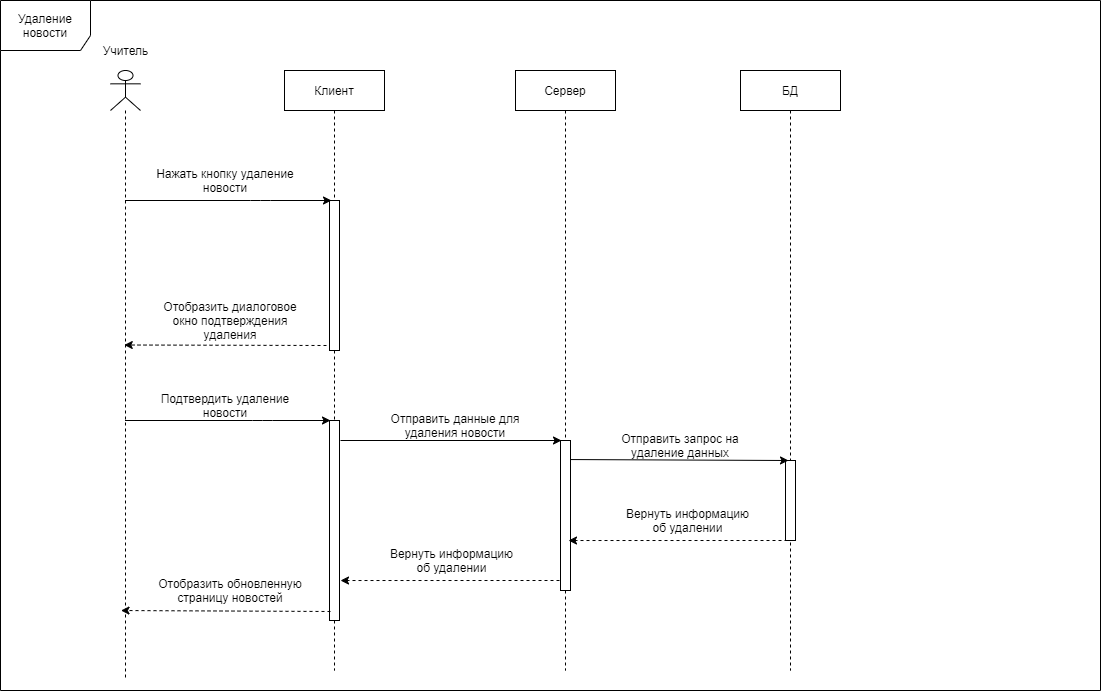 Удаление
новости
Учитель
Клиент
Сервер
БД
Нажать кнопку удаление
новости
Отобразить диалоговое
окно подтверждения
удаления
Подтвердить удаление
новости
Отправить данные для
удаления новости
Отправить запрос на
удаление данных
Вернуть информацию
об удалении
Вернуть информацию
об удалении
Отобразить обновленную
страницу новостей